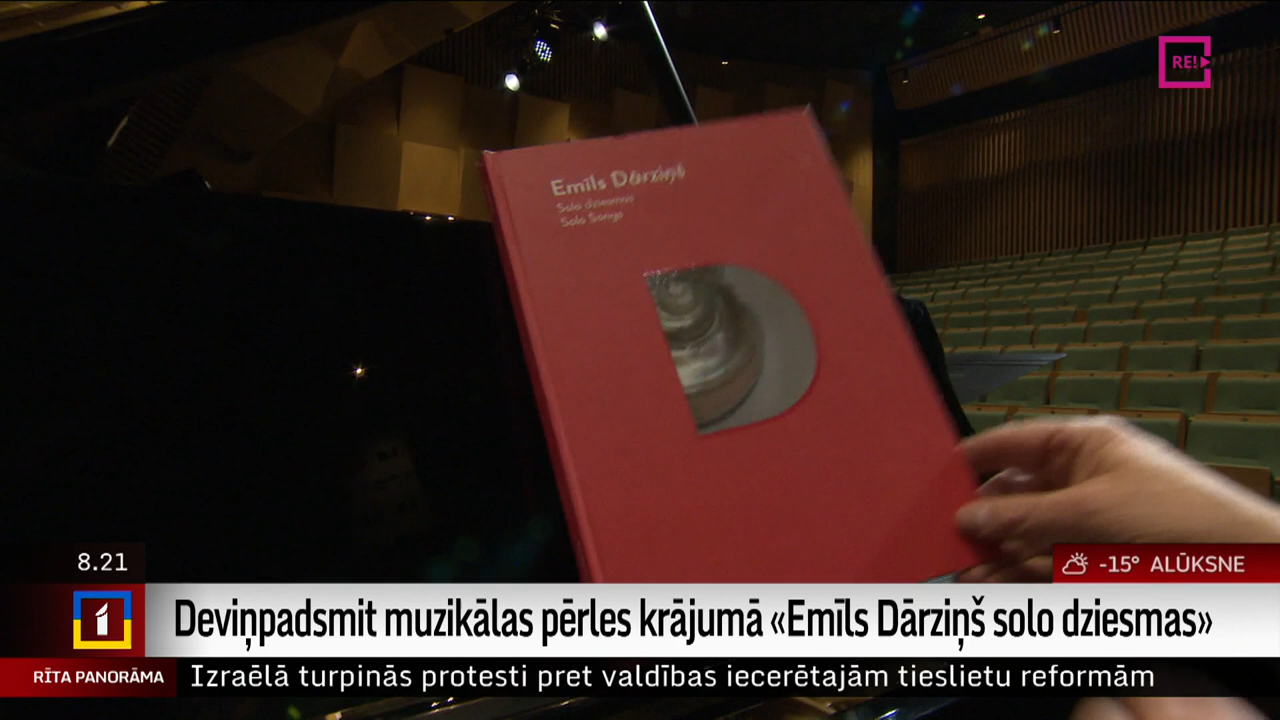 RE!
Emīls Dārziņš
Solo dziesmas
Solo Songs
8.21
-15° ALŪKSNE
1
Deviņpadsmit muzikālas pērles krājumā «Emīls Dārziņš solo dziesmas»
RĪTA PANORĀMA
Izraēlā turpinās protesti pret valdības iecerētajām tieslietu reformām